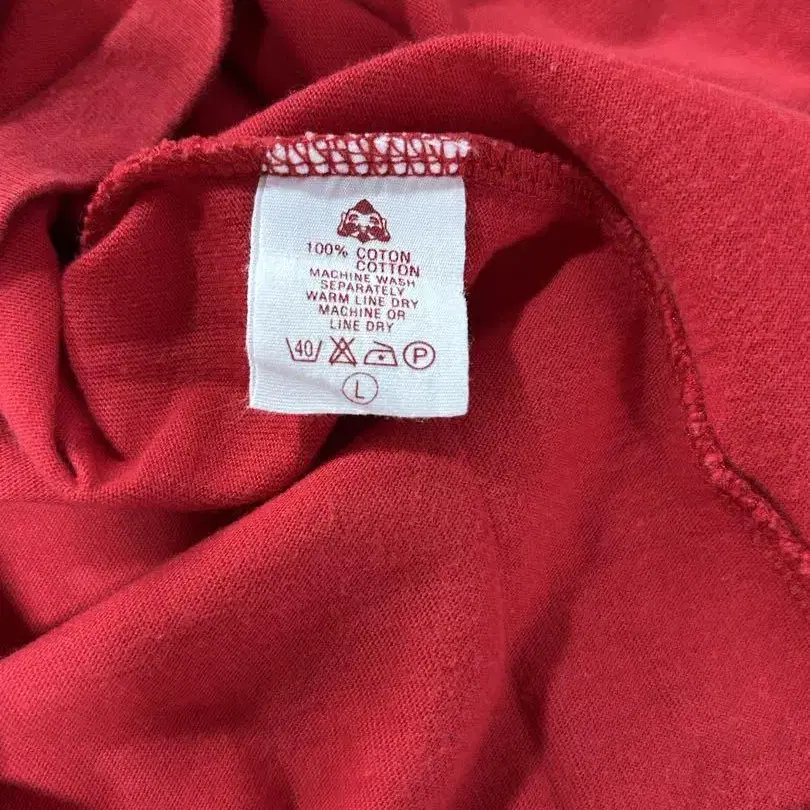 100% COTON
COTTON
MACHINE WASH
SEPARATELY
WARM LINE DRY
MACHINE OR
LINE DRY
40 P
L